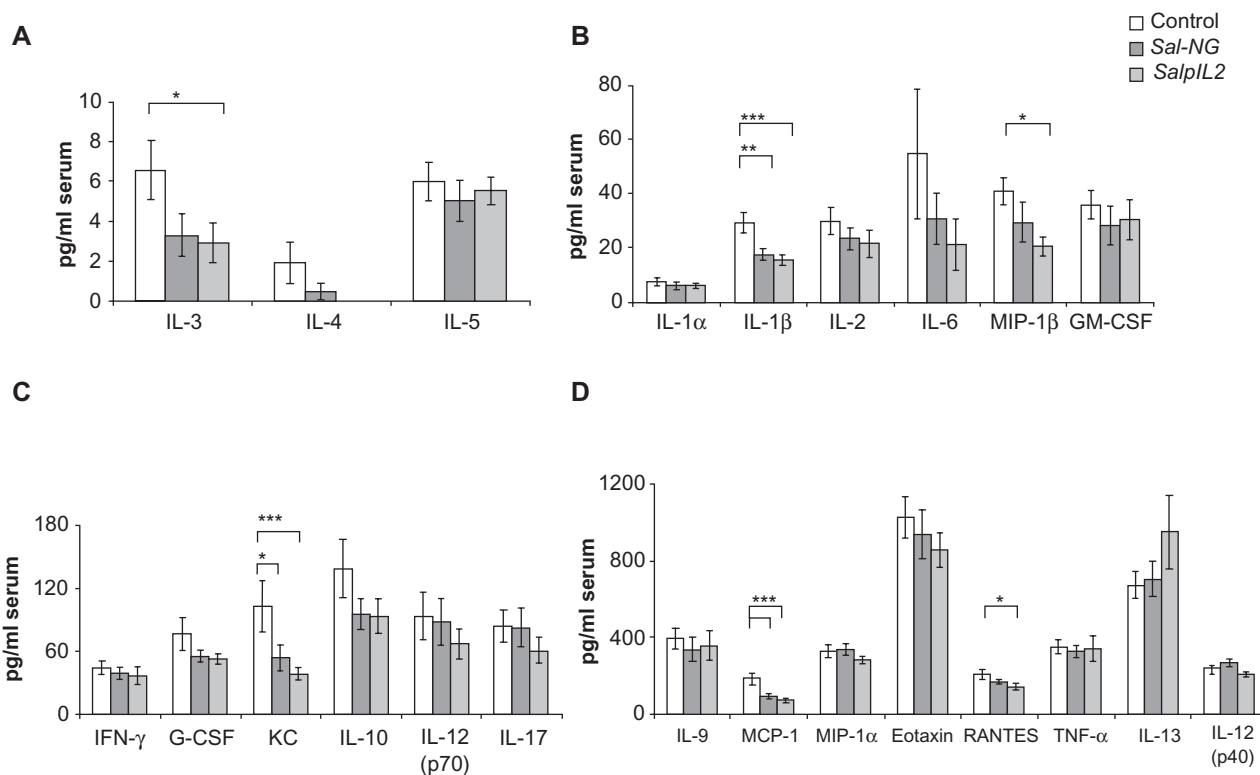 A
B
Control
Sal-NG
SalpIL2
pg/ml serum
10
8
6
4
2
0
*
IL-3
IL-4
IL-5
pg/ml serum
80
60
40
20
0
***
**
*
IL-1α
IL-1β
IL-2
IL-6
MIP-1β
GM-CSF
C
D
pg/ml serum
180
120
60
0
***
*
IFN-γ
G-CSF
KC
IL-10
IL-12
(p70)
IL-17
pg/ml serum
1200
800
400
0
***
*
IL-9
MCP-1
MIP-1α
Eotaxin
RANTES
TNF-α
IL-13
IL-12
(p40)